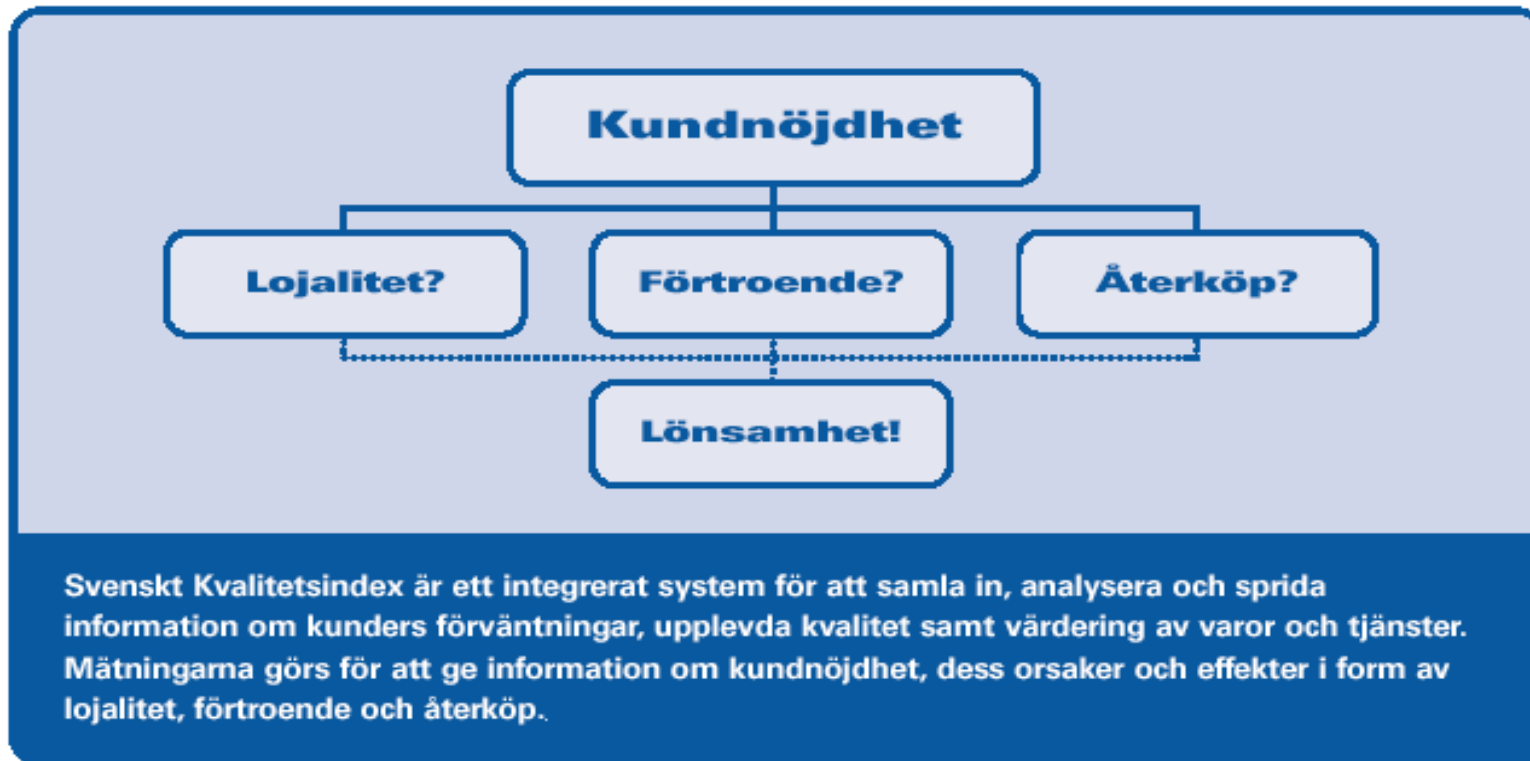 Kundnöjdhet
Lojalitet?
Förtroende?
Återköp?
Lönsamhet!
Svenskt Kvalitetsindex är ett integrerat system för att samla in, analysera och sprida
information om kunders förväntningar, upplevda kvalitet samt värdering av varor och tjänster.
Mätningarna görs för att ge information om kundnöjdhet, dess orsaker och effekter i form av
lojalitet, förtroende och återköp..